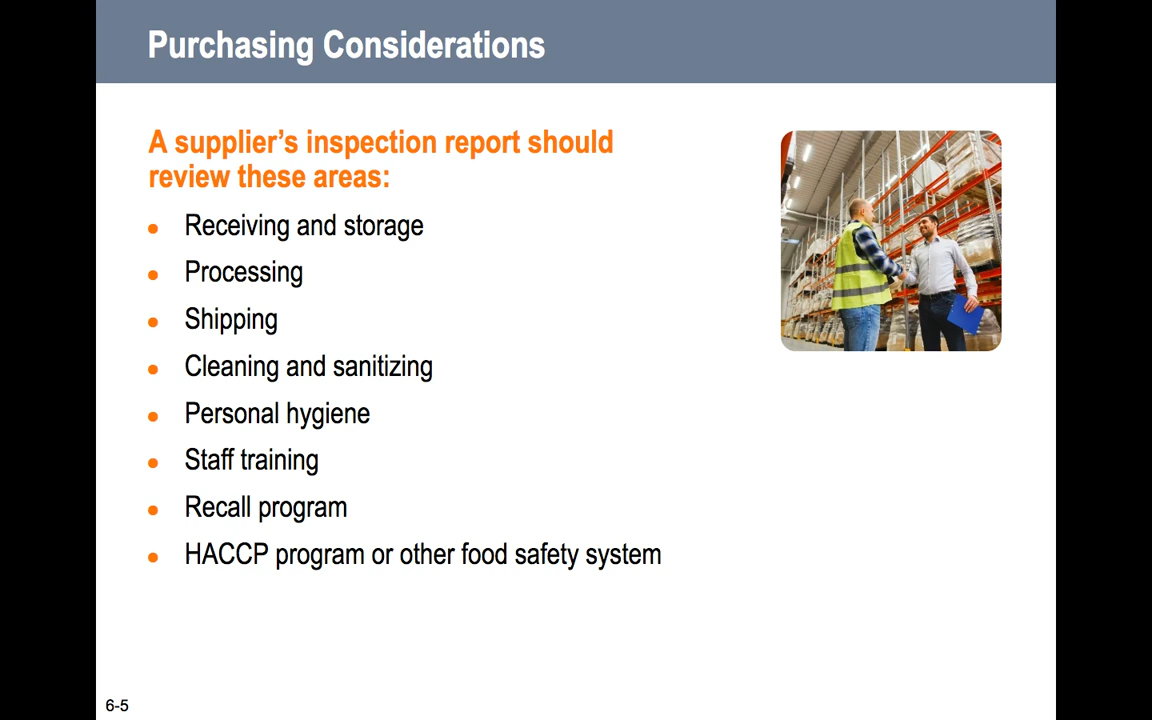 Purchasing Considerations
A supplier’s inspection report should
review these areas:
• Receiving and storage
• Processing
• Shipping
• Cleaning and sanitizing
• Personal hygiene
• Staff training
• Recall program
• HACCP program or other food safety system
6-5